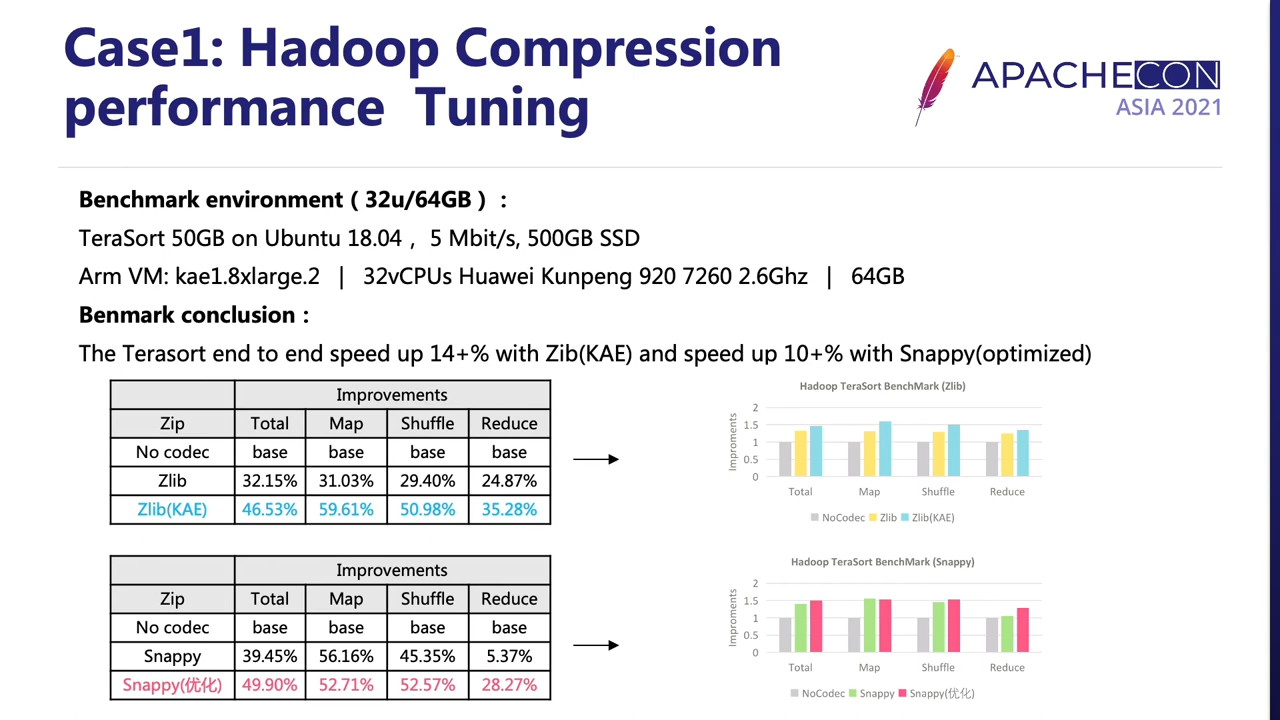 Case1: Hadoop Compression
performance Tuning
APACHECON
ASIA 2021
Benchmark environment ( 32u/64GB ) :
TeraSort 50GB on Ubuntu 18.04 , 5 Mbit/s, 500GB SSD
Arm VM: kae1.8xlarge.2 | 32vCPUs Huawei Kunpeng 920 7260 2.6Ghz | 64GB
Benmark conclusion :
The Terasort end to end speed up 14+% with Zib(KAE) and speed up 10+% with Snappy(optimized)
Improvements
Zip Total Map Shuffle Reduce
No codec base base base base
Zlib 32.15% 31.03% 29.40% 24.87%
Zlib(KAE) 46.53% 59.61% 50.98% 35.28%
Hadoop TeraSort BenchMark (Zlib)
Improments
2
1.5
1
0.5
0
Total Map Shuffle Reduce
NoCodec Zlib Zlib(KAE)
Improvements
Zip Total Map Shuffle Reduce
No codec base base base base
Snappy 39.45% 56.16% 45.35% 5.37%
Snappy(优化) 49.90% 52.71% 52.57% 28.27%
Hadoop TeraSort BenchMark (Snappy)
Improments
2
1.5
1
0.5
0
Total Map Shuffle Reduce
NoCodec Snappy Snappy(优化)